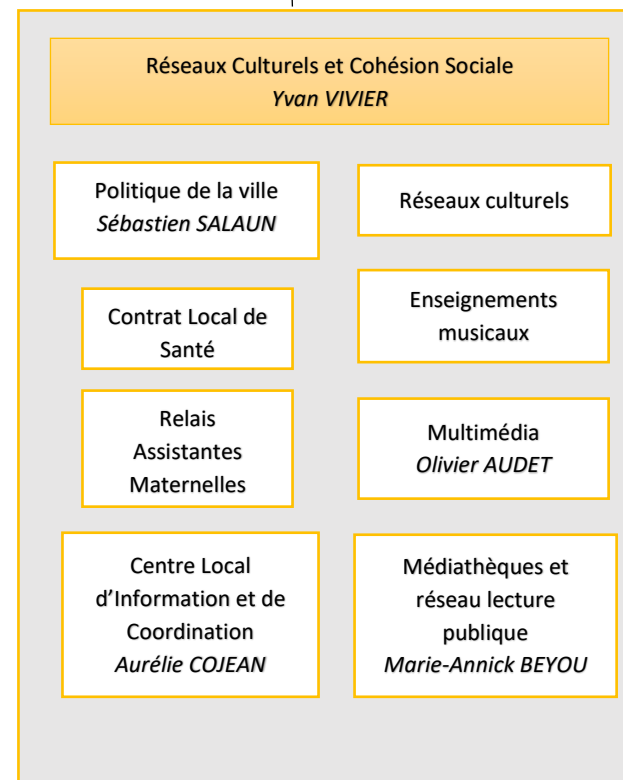 Réseaux Culturels et Cohésion Sociale
Yvan VIVIER
Politique de la ville
Sébastien SALAUN
Réseaux culturels
Contrat Local de
Santé
Enseignements
musicaux
Relais
Assistantes
Maternelles
Multimédia
Olivier AUDET
Centre Local
d’Information et de
Coordination
Aurélie COJEAN
Médiathèques et
réseau lecture
publique
Marie-Annick BEYOU